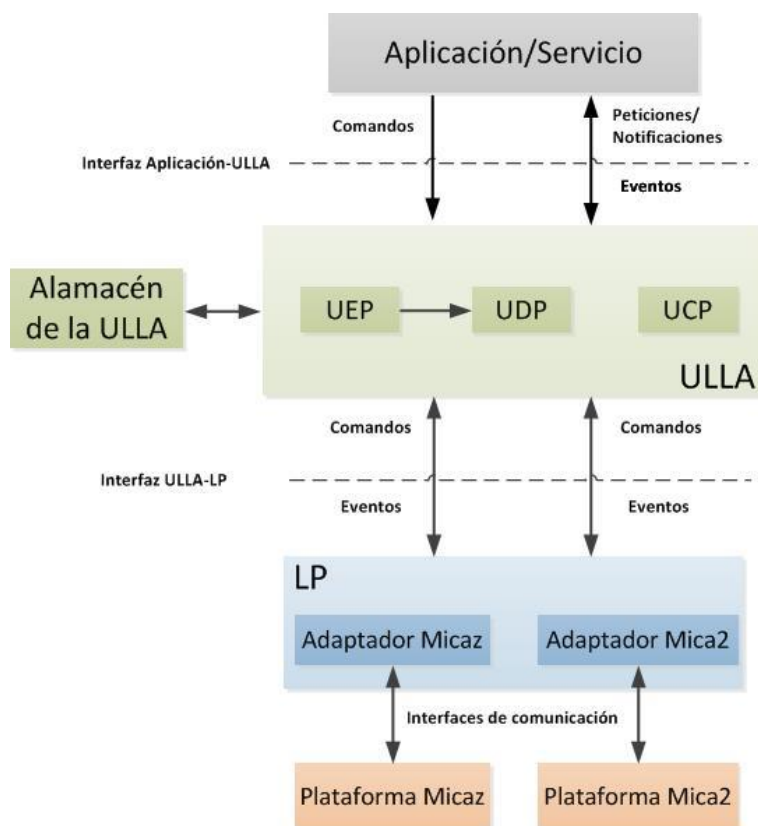 Aplicación/Servicio
Comandos
Peticiones/
Notificaciones
Interfaz Aplicación-ULLA
Eventos
Alamacén
de la ULLA
UEP
UDP
UCP
ULLA
Comandos
Comandos
Interfaz ULLA-LP
Eventos
Eventos
LP
Adaptador Micaz
Adaptador Mica2
Interfaces de comunicación
Plataforma Micaz
Plataforma Mica2